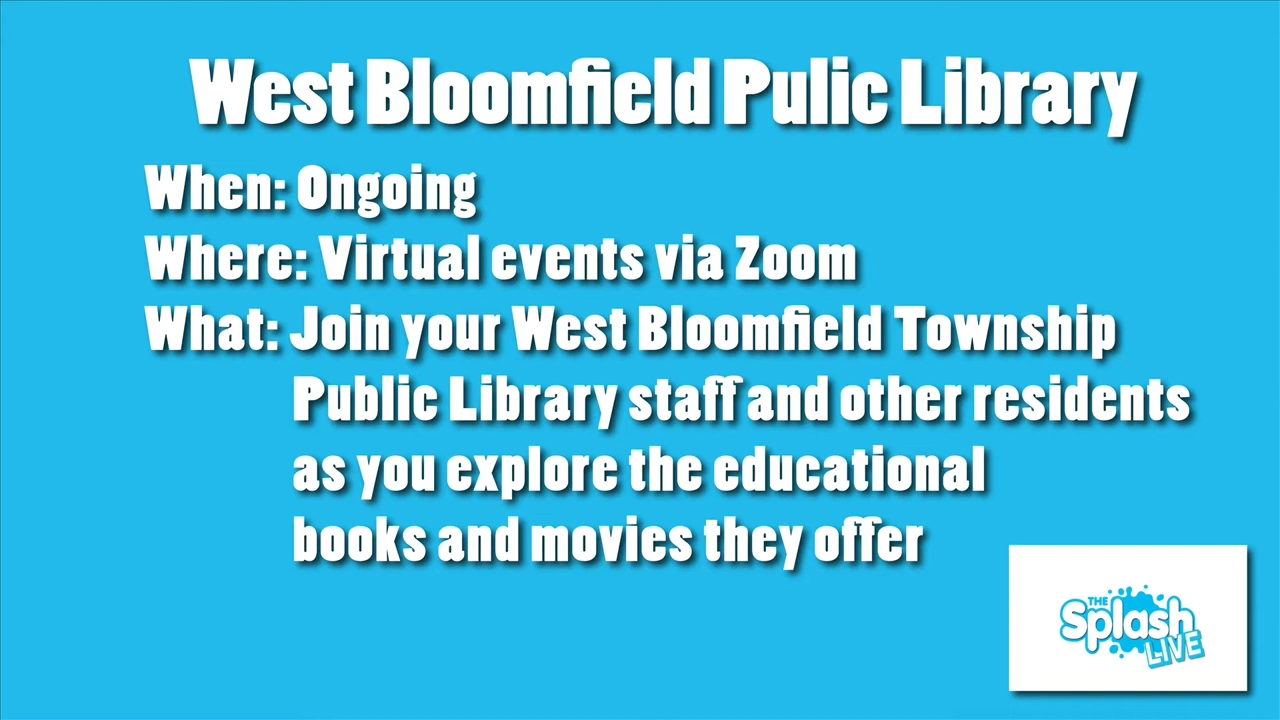 West Bloomfield Pulic Library
When: Ongoing
Where: Virtual events via Zoom
What: Join your West Bloomfield Township
Public Library staff and other residents
as you explore the educational
books and movies they offer
THE
Splash
LIVE